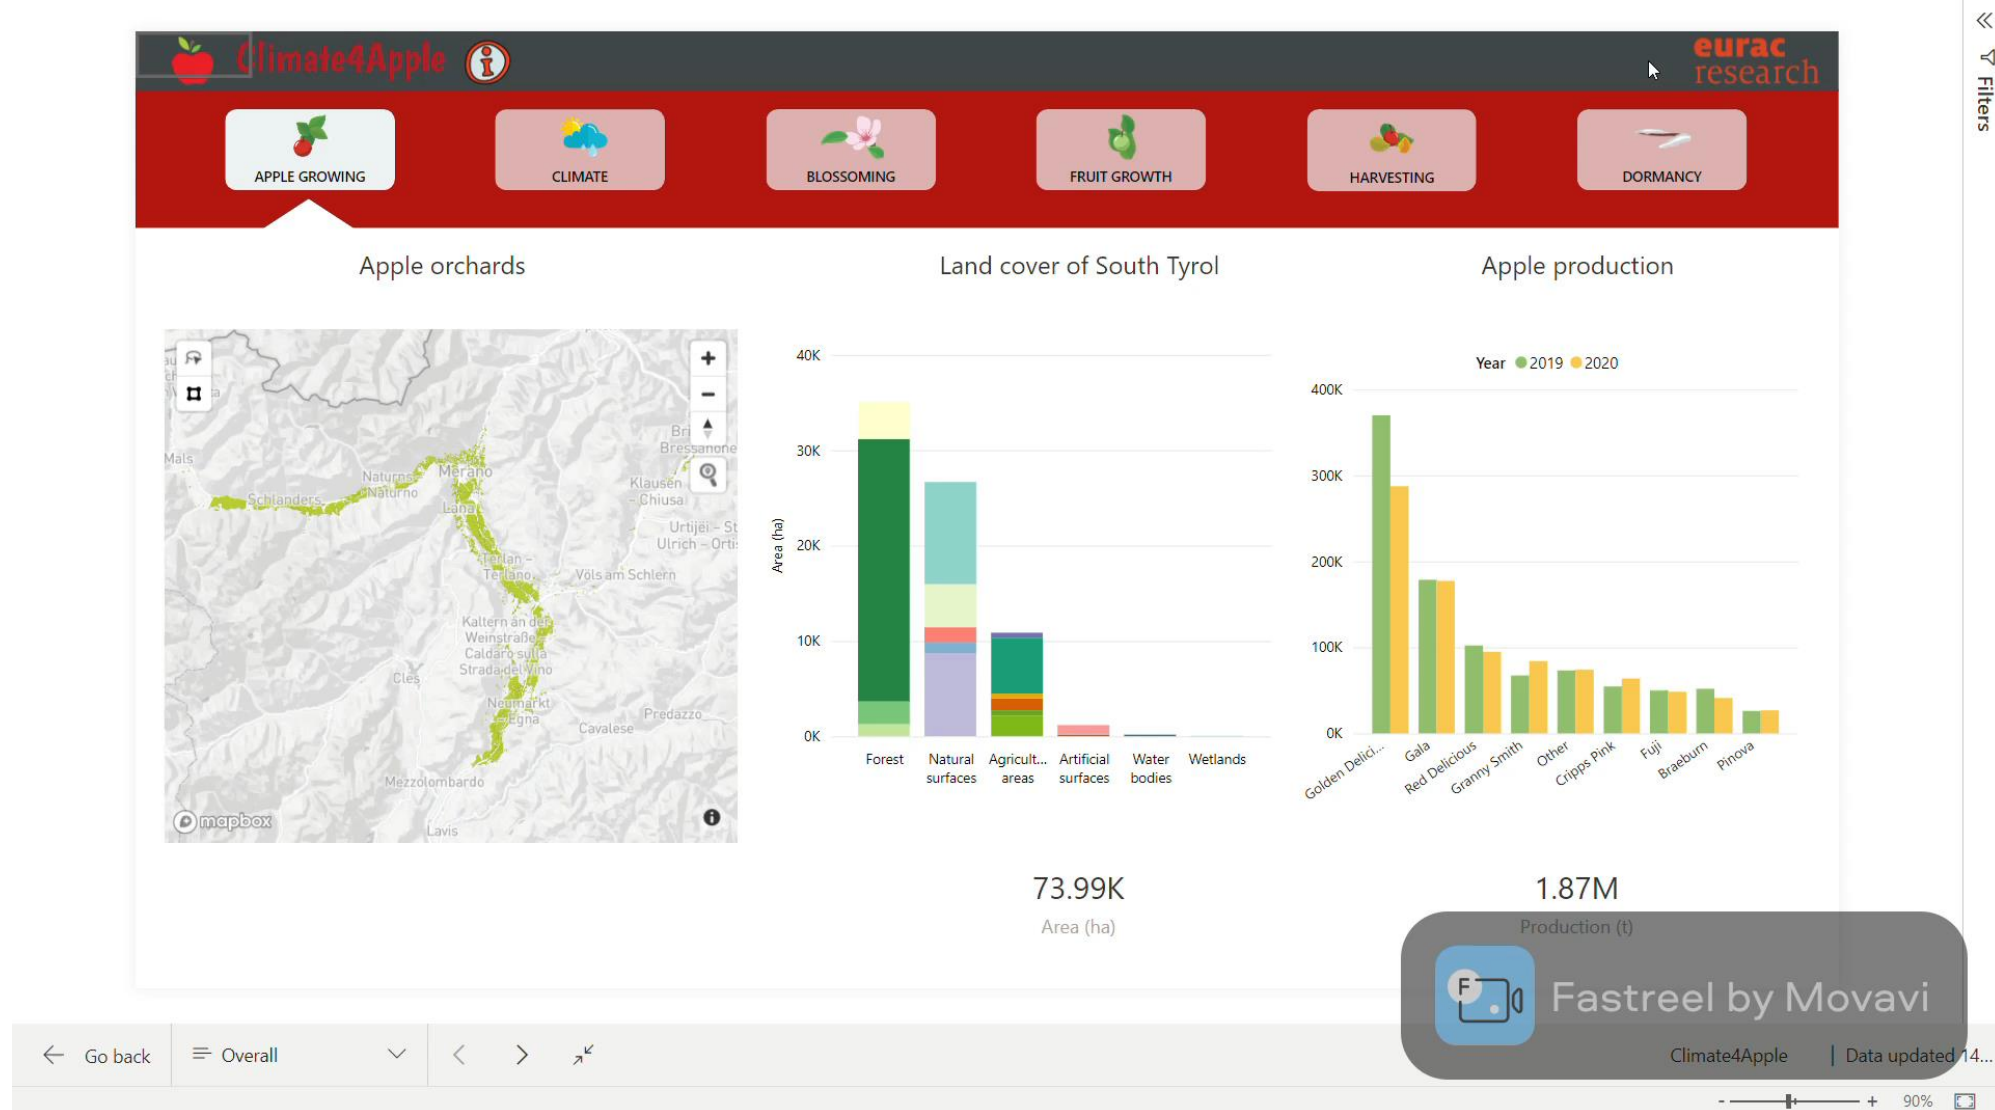 Climate4Apple
eurac
research
Filters
APPLE GROWING
CLIMATE
BLOSSOMING
FRUIT GROWTH
HARVESTING
DORMANCY
Apple orchards
Mals
Naturns
Naturno
Schlanders
Merano
Lana
Bri
Bressanone
Klausen
- Chiusa
Urtijëi – St
Ulrich – Ortis
Terlan –
Terlano
Völs am Schlern
Kaltern an der
Weinstraße
Caldaro sulla
Strada del Vino
Cles
Neumarkt
Egna
Predazzo
Cavalese
Mezzolombardo
Lavis
mapbox
Land cover of South Tyrol
Area (ha)
40K
30K
20K
10K
0K
Forest
Natural
surfaces
Agricult...
areas
Artificial
surfaces
Water
bodies
Wetlands
73.99K
Area (ha)
Apple production
Year 2019 2020
400K
300K
200K
100K
0K
Golden Delici...
Gala
Red Delicious
Granny Smith
Other
Cripps Pink
Fuji
Braeburn
Pinova
1.87M
Production (t)
F
Fastreel by Movavi
Go back
Overall
Climate4Apple | Data updated 14...
- + 90%